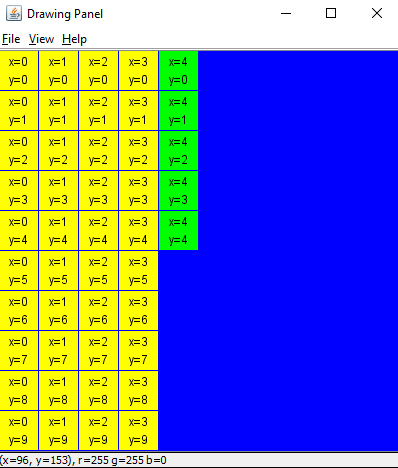 Drawing Panel
File View Help
x=0 x=1 x=2 x=3 x=4
y=0 y=0 y=0 y=0 y=0
x=0 x=1 x=2 x=3 x=4
y=1 y=1 y=1 y=1 y=1
x=0 x=1 x=2 x=3 x=4
y=2 y=2 y=2 y=2 y=2
x=0 x=1 x=2 x=3 x=4
y=3 y=3 y=3 y=3 y=3
x=0 x=1 x=2 x=3 x=4
y=4 y=4 y=4 y=4 y=4
x=0 x=1 x=2 x=3
y=5 y=5 y=5 y=5
x=0 x=1 x=2 x=3
y=6 y=6 y=6 y=6
x=0 x=1 x=2 x=3
y=7 y=7 y=7 y=7
x=0 x=1 x=2 x=3
y=8 y=8 y=8 y=8
x=0 x=1 x=2 x=3
y=9 y=9 y=9 y=9
(x=96, y=153), r=255 g=255 b=0